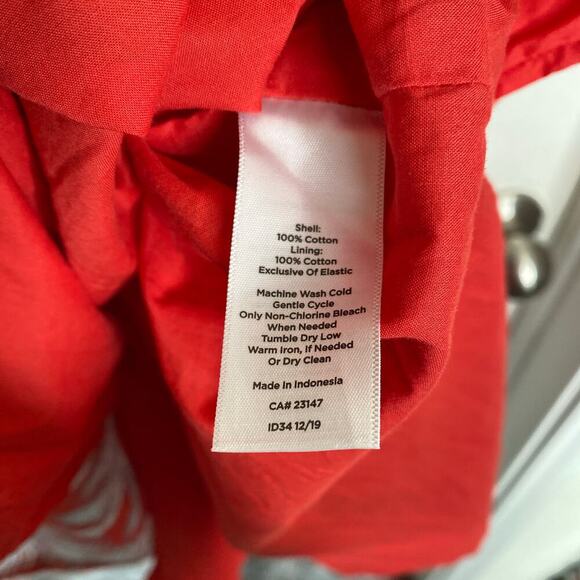 Shell:
100% Cotton
Lining:
100% Cotton
Exclusive Of Elastic
Machine Wash Cold
Gentle Cycle
Only Non-Chlorine Bleach
When Needed
Tumble Dry Low
Warm Iron, If Needed
Or Dry Clean
Made In Indonesia
CA# 23147
ID34 12/19